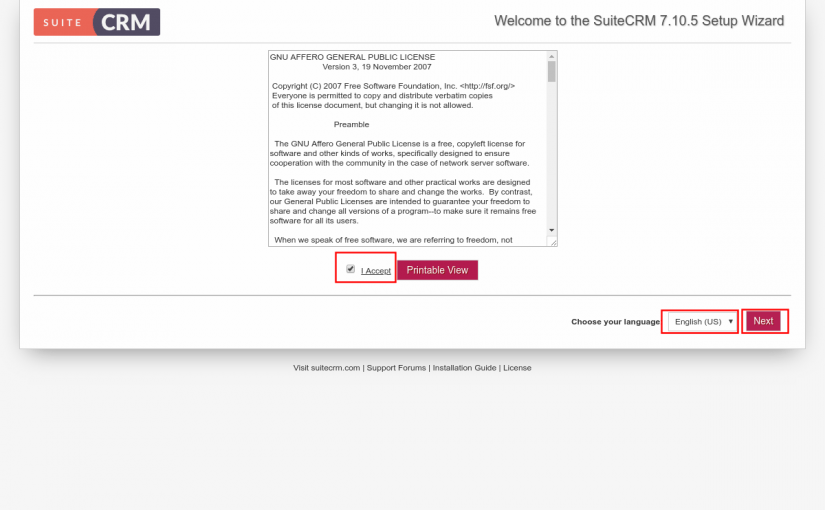 SUITE CRM
Welcome to the SuiteCRM 7.10.5 Setup Wizard
GNU AFFERO GENERAL PUBLIC LICENSE
Version 3, 19 November 2007
Copyright (C) 2007 Free Software Foundation, Inc. <http://fsf.org/>
Everyone is permitted to copy and distribute verbatim copies
of this license document, but changing it is not allowed.
Preamble
The GNU Affero General Public License is a free, copyleft license for
software and other kinds of works, specifically designed to ensure
cooperation with the community in the case of network server software.
The licenses for most software and other practical works are designed
to take away your freedom to share and change the works. By contrast,
our General Public Licenses are intended to guarantee your freedom to
share and change all versions of a program--to make sure it remains free
software for all its users.
When we speak of free software, we are referring to freedom, not
I Accept Printable View
Choose your language English (US) Next
Visit suitecrm.com | Support Forums | Installation Guide | License